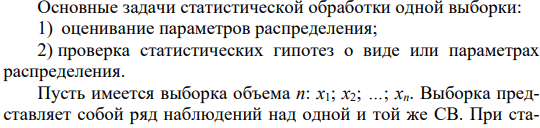 Основные задачи статистической обработки одной выборки:
1) оценивание параметров распределения;
2) проверка статистических гипотез о виде или параметрах
распределения.
Пусть имеется выборка объема n: x₁; x₂; ...; xₙ. Выборка пред-
ставляет собой ряд наблюдений над одной и той же СВ. При ста-